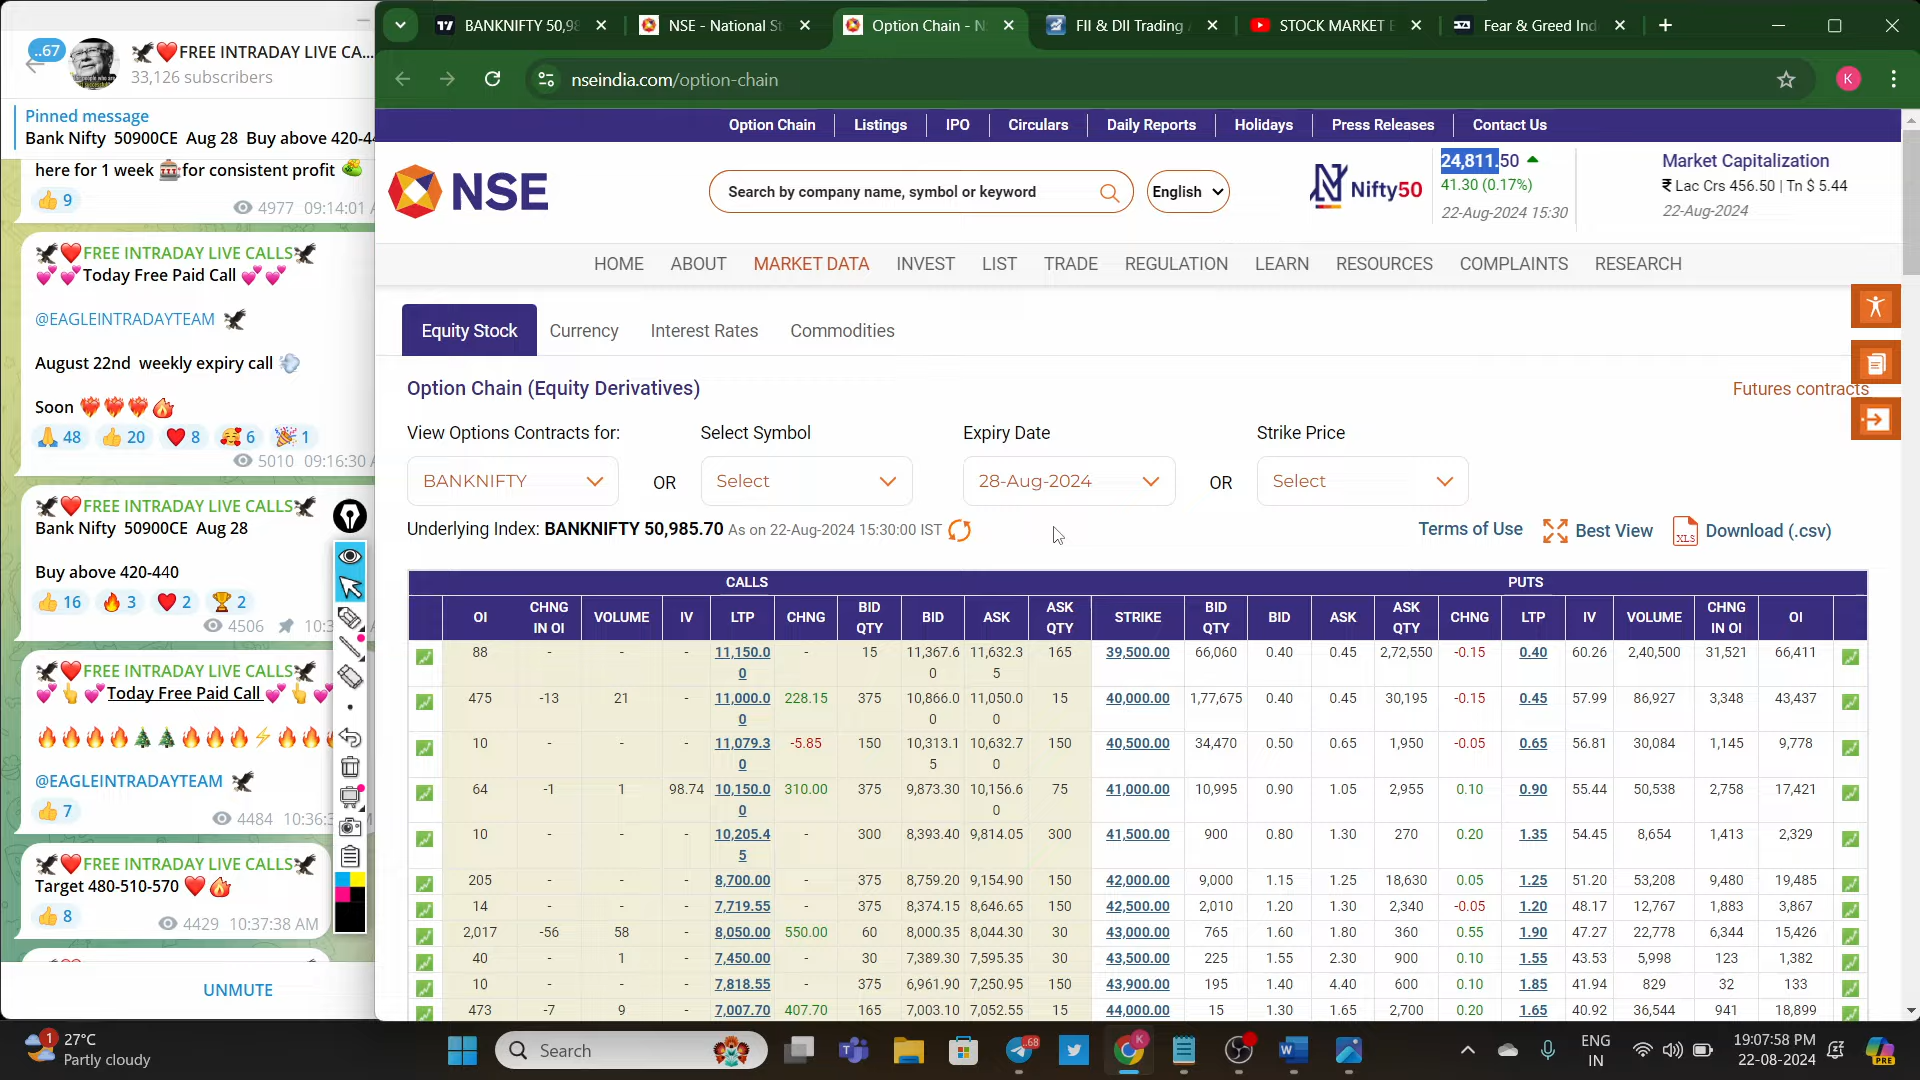 ..67
FREE INTRADAY LIVE CA...
33,126 subscribers
Pinned message
Bank Nifty 50900CE Aug 28 Buy above 420-44
here for 1 week 🎰for consistent profit 🤑
👍 9
4977 09:14:01 A
🦅❤️FREE INTRADAY LIVE CALLS🦅
💕💕Today Free Paid Call 💕💕
@EAGLEINTRADAYTEAM 🦅
August 22nd weekly expiry call 💨
Soon ❤️‍🔥❤️‍🔥❤️‍🔥🔥
🙏 48 👍 20 ❤️ 8 🥰 6 🎉 1
5010 09:16:30 A
🦅❤️FREE INTRADAY LIVE CALLS🦅
Bank Nifty 50900CE Aug 28
Buy above 420-440
👍 16 🔥 3 ❤️ 2 🏆 2
4506 10:3
🦅❤️FREE INTRADAY LIVE CALLS🦅
💕👆💕Today Free Paid Call 💕👆💕
@EAGLEINTRADAYTEAM 🦅
👍 7
4484 10:36:3
🦅❤️FREE INTRADAY LIVE CALLS🦅
Target 480-510-570 ❤️🔥
👍 8
4429 10:37:38 AM
UNMUTE
BANKNIFTY 50,98
NSE - National St
Option Chain - N
FII & DII Trading A
STOCK MARKET E
Fear & Greed Ind
nseindia.com/option-chain
K
Option Chain Listings IPO Circulars Daily Reports Holidays Press Releases Contact Us
NSE
Search by company name, symbol or keyword
English
Nifty50
24,811.50
41.30 (0.17%)
22-Aug-2024 15:30
Market Capitalization
₹ Lac Crs 456.50 | Tn $ 5.44
22-Aug-2024
HOME ABOUT MARKET DATA INVEST LIST TRADE REGULATION LEARN RESOURCES COMPLAINTS RESEARCH
Equity Stock Currency Interest Rates Commodities
Option Chain (Equity Derivatives)
Futures contracts
View Options Contracts for: Select Symbol Expiry Date Strike Price
BANKNIFTY OR Select 28-Aug-2024 OR Select
Underlying Index: BANKNIFTY 50,985.70 As on 22-Aug-2024 15:30:00 IST
Terms of Use Best View XLS Download (.csv)
CALLS PUTS
OI CHNG IN OI VOLUME IV LTP CHNG BID QTY BID ASK ASK QTY STRIKE BID QTY BID ASK ASK QTY CHNG LTP IV VOLUME CHNG IN OI OI
88 - - - 11,150.00 - 15 11,367.60 11,632.35 165 39,500.00 66,060 0.40 0.45 2,72,550 -0.15 0.40 60.26 2,40,500 31,521 66,411
475 -13 21 - 11,000.00 228.15 375 10,866.00 11,050.00 15 40,000.00 1,77,675 0.40 0.45 30,195 -0.15 0.45 57.99 86,927 3,348 43,437
10 - - - 11,079.30 -5.85 150 10,313.15 10,632.70 150 40,500.00 34,470 0.50 0.65 1,950 -0.05 0.65 56.81 30,084 1,145 9,778
64 -1 1 98.74 10,150.00 310.00 375 9,873.30 10,156.60 75 41,000.00 10,995 0.90 1.05 2,955 0.10 0.90 55.44 50,538 2,758 17,421
10 - - - 10,205.45 - 300 8,393.40 9,814.05 300 41,500.00 900 0.80 1.30 270 0.20 1.35 54.45 8,654 1,413 2,329
205 - - - 8,700.00 - 375 8,759.20 9,154.90 150 42,000.00 9,000 1.15 1.25 18,630 0.05 1.25 51.20 53,208 9,480 19,485
14 - - - 7,719.55 - 375 8,374.15 8,646.65 150 42,500.00 2,010 1.20 1.30 2,340 -0.05 1.20 48.17 12,767 1,883 3,867
2,017 -56 58 - 8,050.00 550.00 60 8,000.35 8,044.30 30 43,000.00 765 1.60 1.80 360 0.55 1.90 47.27 22,778 6,344 15,426
40 - 1 - 7,450.00 - 30 7,389.30 7,595.35 30 43,500.00 225 1.55 2.30 900 0.10 1.55 43.53 5,998 123 1,382
10 - - - 7,818.55 - 375 6,961.90 7,250.95 150 43,900.00 195 1.40 4.40 600 0.10 1.85 41.94 829 32 133
473 -7 9 - 7,007.70 407.70 165 7,003.10 7,052.55 15 44,000.00 15 1.30 1.65 2,700 0.20 1.65 40.92 36,544 941 18,899
1
27°C
Partly cloudy
Search
..68
ENG
IN
19:07:58 PM
22-08-2024
PRE